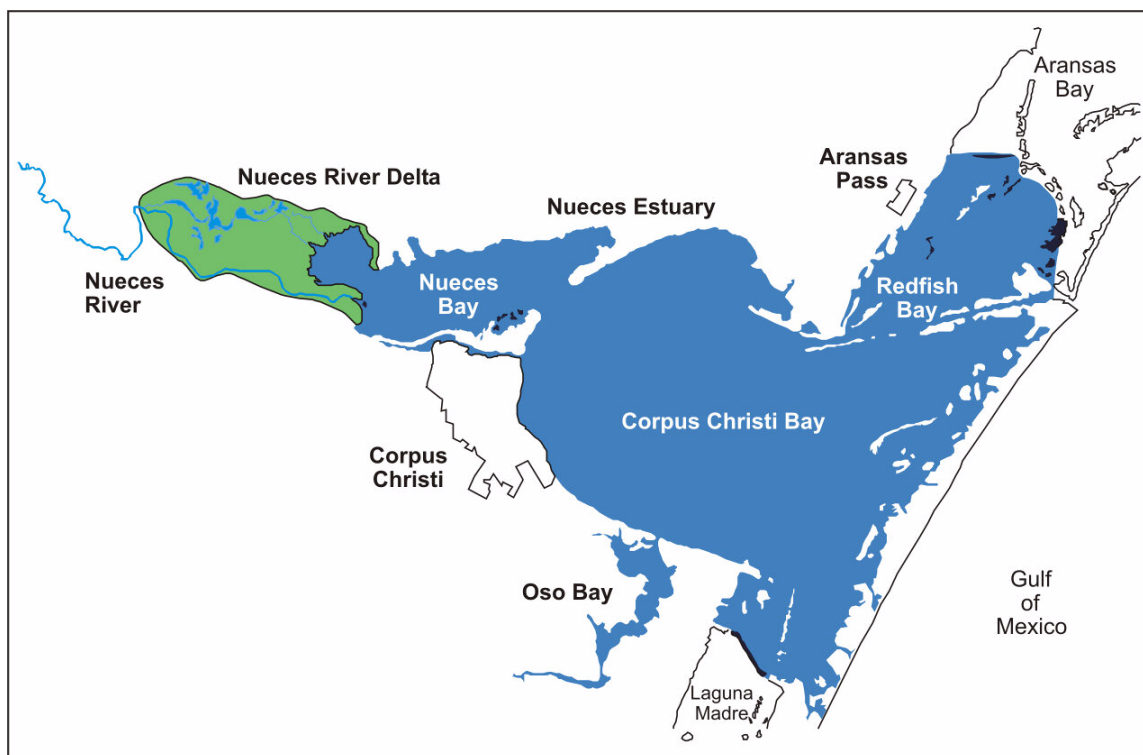 Aransas
Bay
Aransas
Pass
Nueces River Delta
Nueces Estuary
Nueces
River
Nueces
Bay
Redfish
Bay
Corpus Christi Bay
Corpus
Christi
Oso Bay
Gulf
of
Mexico
Laguna
Madre